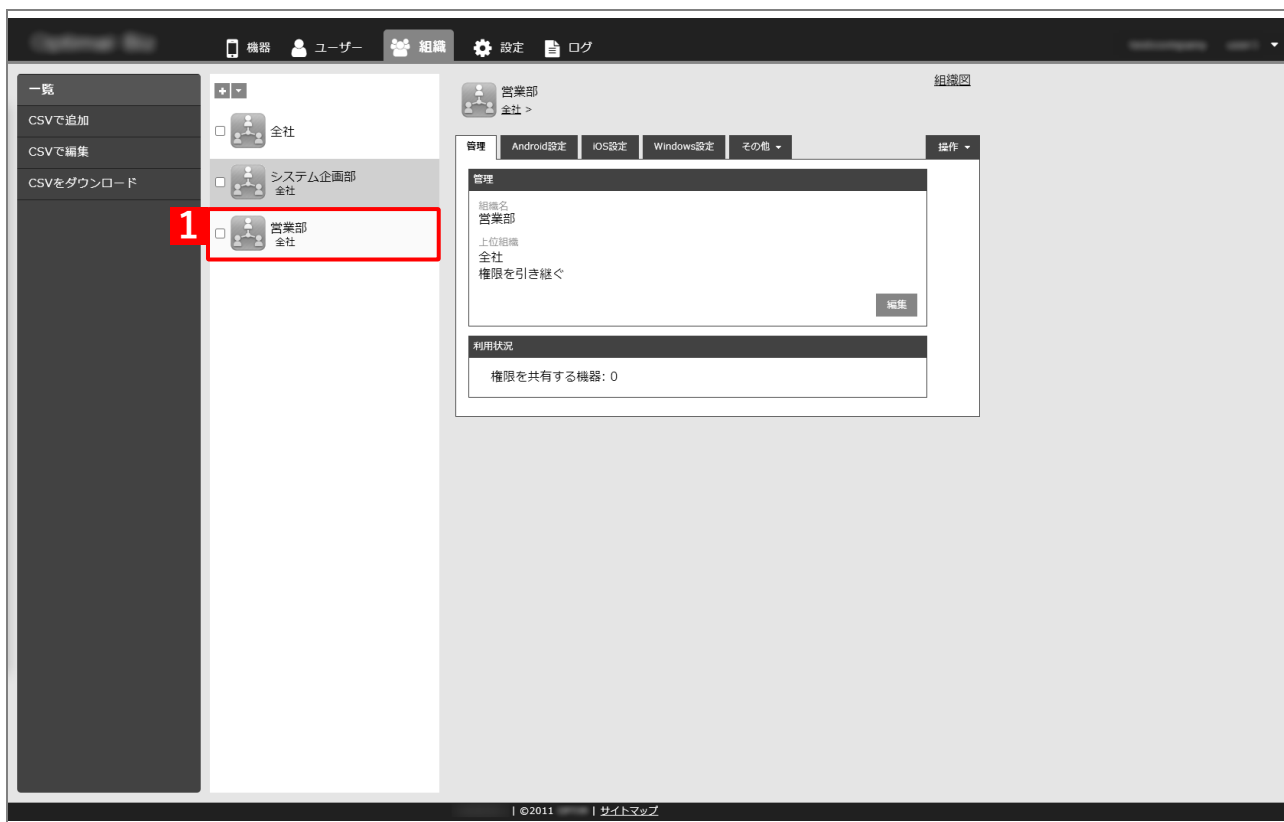 機器 ユーザー 組織 設定 ログ
一覧
CSVで追加
CSVで編集
CSVをダウンロード
+
全社
システム企画部
全社
1
営業部
全社
営業部
全社 >
組織図
管理 Android設定 iOS設定 Windows設定 その他 操作
管理
組織名
営業部
上位組織
全社
権限を引き継ぐ
編集
利用状況
権限を共有する機器: 0
| ©2011 | サイトマップ